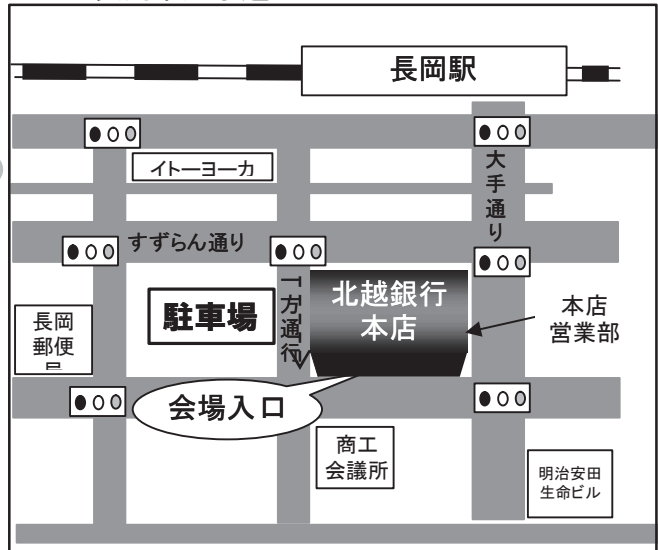 長岡駅
イトーヨーカ
大手通り
すずらん通り
一方通行
北越銀行
本店
駐車場
本店
営業部
長岡
郵便
会場入口
商工
会議所
明治安田
生命ビル